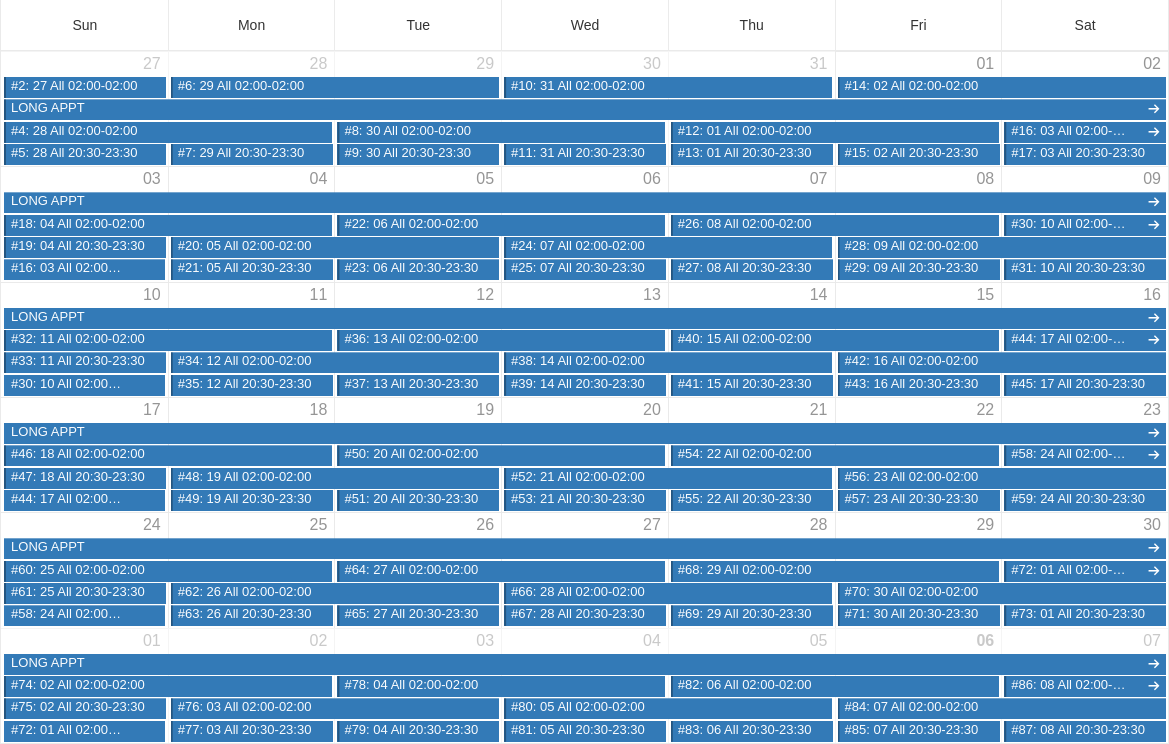 Sun Mon Tue Wed Thu Fri Sat
27 28 29 30 31 01 02
#2: 27 All 02:00-02:00 #6: 29 All 02:00-02:00 #10: 31 All 02:00-02:00 #14: 02 All 02:00-02:00
LONG APPT →
#4: 28 All 02:00-02:00 #8: 30 All 02:00-02:00 #12: 01 All 02:00-02:00 #16: 03 All 02:00-… →
#5: 28 All 20:30-23:30 #7: 29 All 20:30-23:30 #9: 30 All 20:30-23:30 #11: 31 All 20:30-23:30 #13: 01 All 20:30-23:30 #15: 02 All 20:30-23:30 #17: 03 All 20:30-23:30
03 04 05 06 07 08 09
LONG APPT →
#18: 04 All 02:00-02:00 #22: 06 All 02:00-02:00 #26: 08 All 02:00-02:00 #30: 10 All 02:00-… →
#19: 04 All 20:30-23:30 #20: 05 All 02:00-02:00 #24: 07 All 02:00-02:00 #28: 09 All 02:00-02:00
#16: 03 All 02:00… #21: 05 All 20:30-23:30 #23: 06 All 20:30-23:30 #25: 07 All 20:30-23:30 #27: 08 All 20:30-23:30 #29: 09 All 20:30-23:30 #31: 10 All 20:30-23:30
10 11 12 13 14 15 16
LONG APPT →
#32: 11 All 02:00-02:00 #36: 13 All 02:00-02:00 #40: 15 All 02:00-02:00 #44: 17 All 02:00-… →
#33: 11 All 20:30-23:30 #34: 12 All 02:00-02:00 #38: 14 All 02:00-02:00 #42: 16 All 02:00-02:00
#30: 10 All 02:00… #35: 12 All 20:30-23:30 #37: 13 All 20:30-23:30 #39: 14 All 20:30-23:30 #41: 15 All 20:30-23:30 #43: 16 All 20:30-23:30 #45: 17 All 20:30-23:30
17 18 19 20 21 22 23
LONG APPT →
#46: 18 All 02:00-02:00 #50: 20 All 02:00-02:00 #54: 22 All 02:00-02:00 #58: 24 All 02:00-… →
#47: 18 All 20:30-23:30 #48: 19 All 02:00-02:00 #52: 21 All 02:00-02:00 #56: 23 All 02:00-02:00
#44: 17 All 02:00… #49: 19 All 20:30-23:30 #51: 20 All 20:30-23:30 #53: 21 All 20:30-23:30 #55: 22 All 20:30-23:30 #57: 23 All 20:30-23:30 #59: 24 All 20:30-23:30
24 25 26 27 28 29 30
LONG APPT →
#60: 25 All 02:00-02:00 #64: 27 All 02:00-02:00 #68: 29 All 02:00-02:00 #72: 01 All 02:00-… →
#61: 25 All 20:30-23:30 #62: 26 All 02:00-02:00 #66: 28 All 02:00-02:00 #70: 30 All 02:00-02:00
#58: 24 All 02:00… #63: 26 All 20:30-23:30 #65: 27 All 20:30-23:30 #67: 28 All 20:30-23:30 #69: 29 All 20:30-23:30 #71: 30 All 20:30-23:30 #73: 01 All 20:30-23:30
01 02 03 04 05 06 07
LONG APPT →
#74: 02 All 02:00-02:00 #78: 04 All 02:00-02:00 #82: 06 All 02:00-02:00 #86: 08 All 02:00-… →
#75: 02 All 20:30-23:30 #76: 03 All 02:00-02:00 #80: 05 All 02:00-02:00 #84: 07 All 02:00-02:00
#72: 01 All 02:00… #77: 03 All 20:30-23:30 #79: 04 All 20:30-23:30 #81: 05 All 20:30-23:30 #83: 06 All 20:30-23:30 #85: 07 All 20:30-23:30 #87: 08 All 20:30-23:30